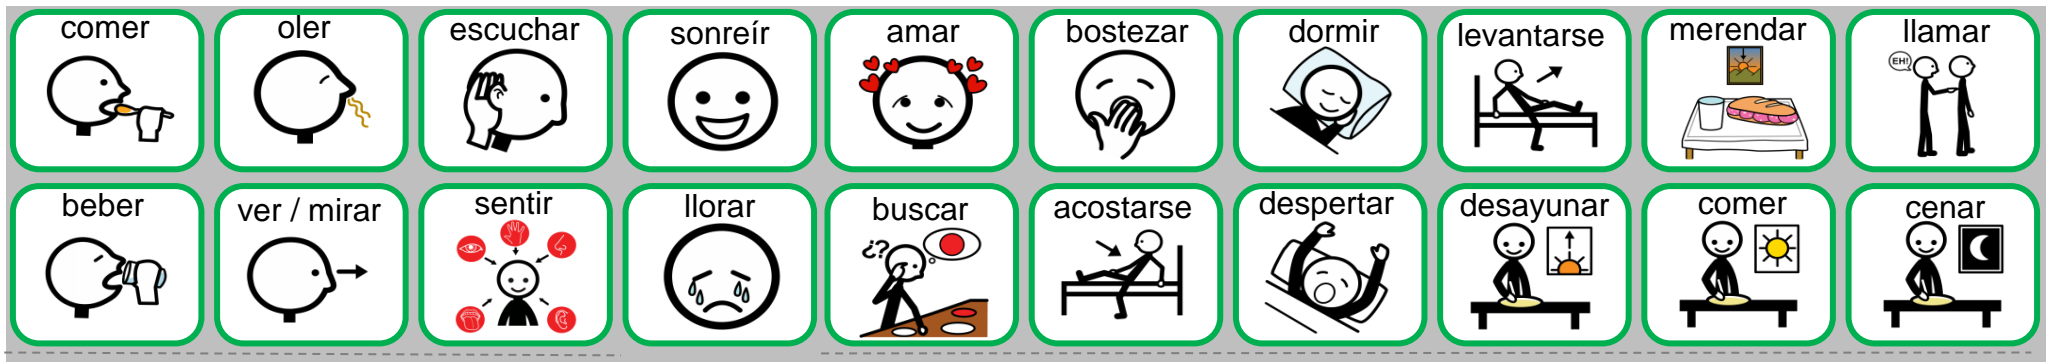 comer
oler
escuchar
sonreír
amar
bostezar
dormir
levantarse
merendar
llamar
EH!
beber
ver / mirar
sentir
llorar
buscar
¿?
acostarse
despertar
desayunar
comer
cenar